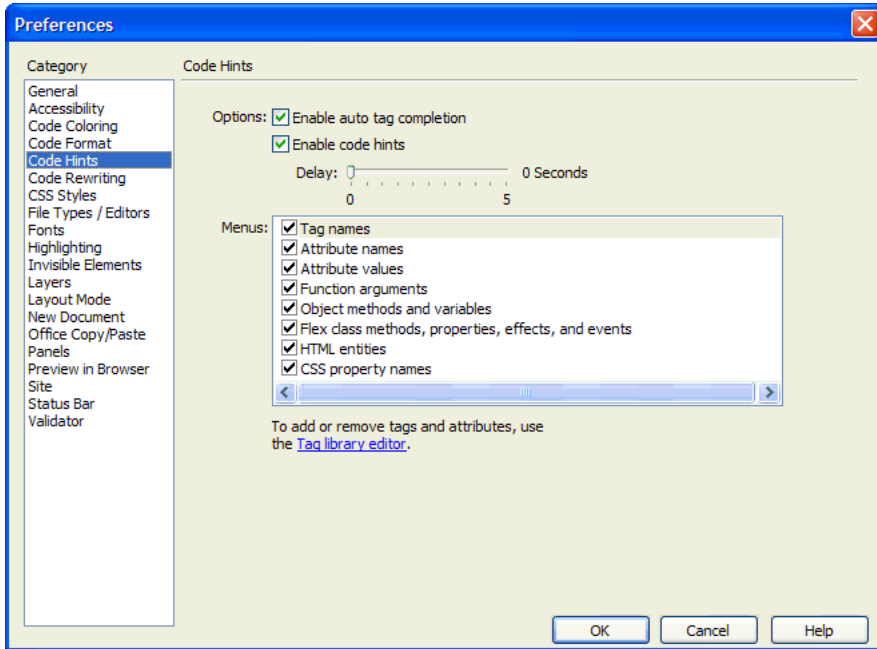 Preferences
Category
General
Accessibility
Code Coloring
Code Format
Code Hints
Code Rewriting
CSS Styles
File Types / Editors
Fonts
Highlighting
Invisible Elements
Layers
Layout Mode
New Document
Office Copy/Paste
Panels
Preview in Browser
Site
Status Bar
Validator
Code Hints
Options: Enable auto tag completion
Enable code hints
Delay: 0 Seconds
0 5
Menus: Tag names
Attribute names
Attribute values
Function arguments
Object methods and variables
Flex class methods, properties, effects, and events
HTML entities
CSS property names
To add or remove tags and attributes, use
the Tag library editor.
OK Cancel Help